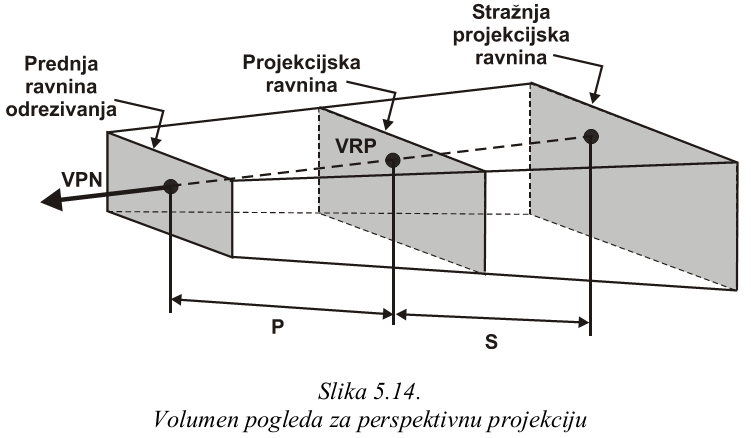 Stražnja
projekcijska
ravnina
Prednja
ravnina
odrezivanja
Projekcijska
ravnina
VRP
VPN
P
S
Slika 5.14.
Volumen pogleda za perspektivnu projekciju